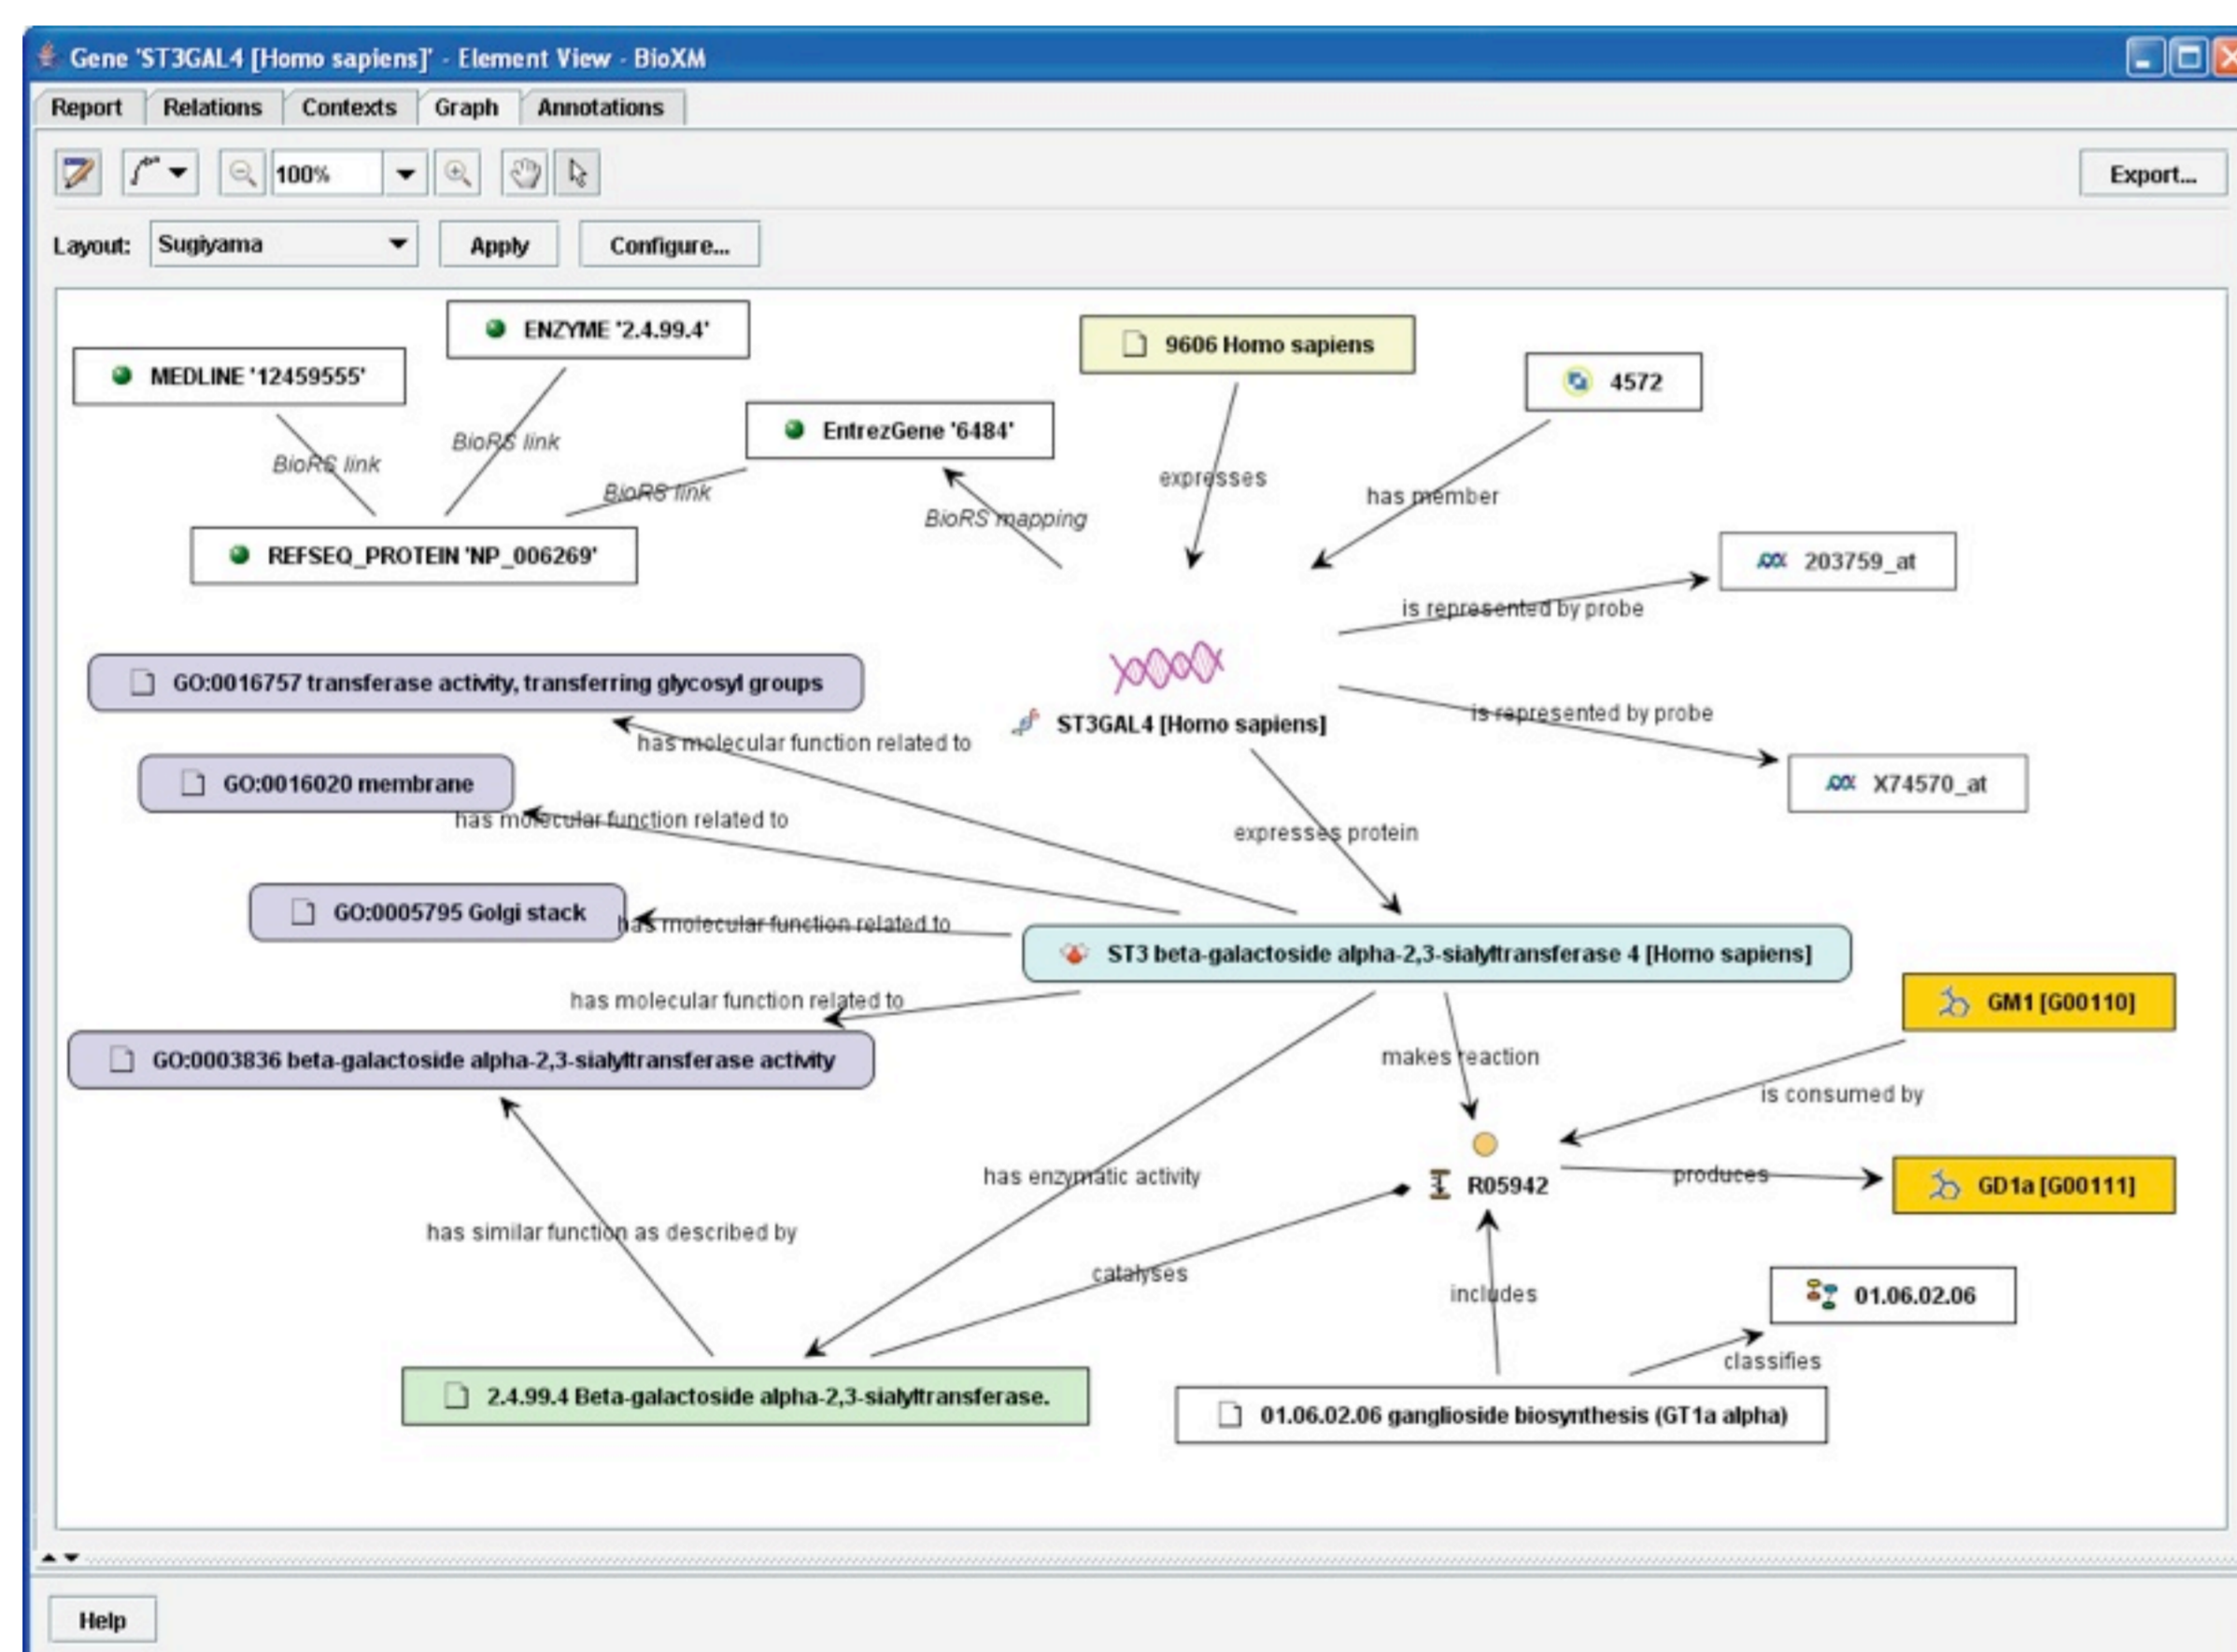 Gene 'ST3GAL4 [Homo sapiens]' - Element View - BioXM
Report Relations Contexts Graph Annotations
100% Export...
Layout: Sugiyama Apply Configure...
ENZYME '2.4.99.4'
9606 Homo sapiens
MEDLINE '12459555'
4572
EntrezGene '6484'
BioRS link
BioRS link
expresses
BioRS link
has member
BioRS mapping
REFSEQ_PROTEIN 'NP_006269'
203759_at
is represented by probe
GO:0016757 transferase activity, transferring glycosyl groups
is represented by probe
ST3GAL4 [Homo sapiens]
has molecular function related to
GO:0016020 membrane
X74570_at
has molecular function related to
expresses protein
GO:0005795 Golgi stack
has molecular function related to
ST3 beta-galactoside alpha-2,3-sialyltransferase 4 [Homo sapiens]
has molecular function related to
GM1 [G00110]
GO:0003836 beta-galactoside alpha-2,3-sialyltransferase activity
makes reaction
is consumed by
has enzymatic activity
produces
R05942
GD1a [G00111]
has similar function as described by
catalyses
includes
01.06.02.06
classifies
2.4.99.4 Beta-galactoside alpha-2,3-sialyltransferase.
01.06.02.06 ganglioside biosynthesis (GT1a alpha)
Help